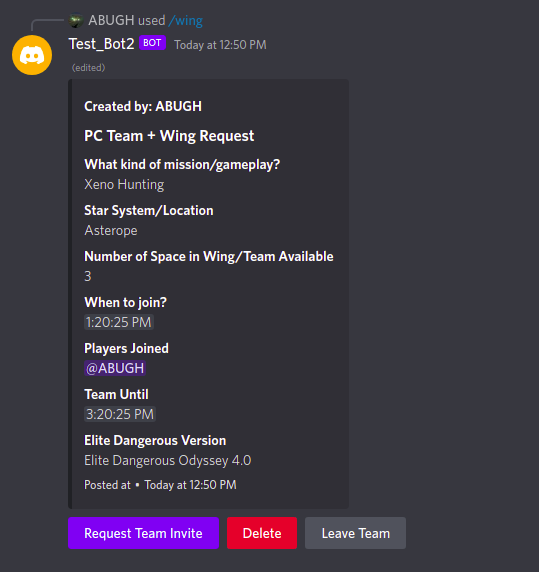 ABUGH used /wing
Test_Bot2 BOT Today at 12:50 PM
(edited)
Created by: ABUGH
PC Team + Wing Request
What kind of mission/gameplay?
Xeno Hunting
Star System/Location
Asterope
Number of Space in Wing/Team Available
3
When to join?
1:20:25 PM
Players Joined
@ABUGH
Team Until
3:20:25 PM
Elite Dangerous Version
Elite Dangerous Odyssey 4.0
Posted at • Today at 12:50 PM
Request Team Invite Delete Leave Team